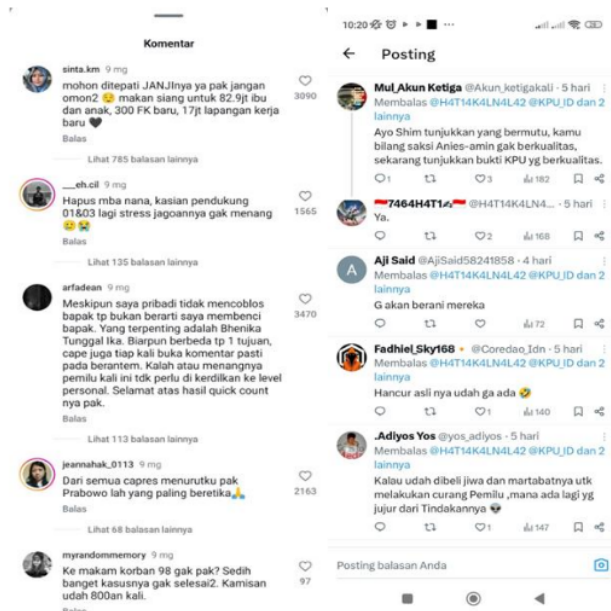 Komentar
sinta.km 9 mg
mohon ditepati JANJInya ya pak jangan
omon2 😌 makan siang untuk 82.9jt ibu
dan anak, 300 FK baru, 17jt lapangan kerja
baru 🖤
3090
Balas
Lihat 785 balasan lainnya
__eh.cil 9 mg
Hapus mba nana, kasian pendukung
01&03 lagi stress jagoannya gak menang
🥲😭
1565
Balas
Lihat 135 balasan lainnya
arfadean 9 mg
Meskipun saya pribadi tidak mencoblos
bapak tp bukan berarti saya membenci
bapak. Yang terpenting adalah Bhenika
Tunggal Ika. Biarpun berbeda tp 1 tujuan,
cape juga tiap kali buka komentar pasti
pada berantem. Kalah atau menangnya
pemilu kali ini tdk perlu di kerdilkan ke level
personal. Selamat atas hasil quick count
nya pak.
3470
Balas
Lihat 113 balasan lainnya
jeannahak_0113 9 mg
Dari semua capres menurutku pak
Prabowo lah yang paling beretika🙏
2163
Balas
Lihat 68 balasan lainnya
myrandommemory 9 mg
Ke makam korban 98 gak pak? Sedih
banget kasusnya gak selesai2. Kamisan
udah 800an kali.
97
Balas
10:20
Posting
Mul_Akun Ketiga @Akun_ketigakali · 5 hari
Membalas @H4T14K4LN4L42 @KPU_ID dan 2
lainnya
Ayo Shim tunjukkan yang bermutu, kamu
bilang saksi Anies-amin gak berkualitas,
sekarang tunjukkan bukti KPU yg berkualitas.
1 3 182
7464H4T1 @H4T14K4LN4... · 5 hari
Ya.
2 168
A
Aji Said @AjiSaid58241858 · 4 hari
Membalas @H4T14K4LN4L42 @KPU_ID dan 2
lainnya
G akan berani mereka
72
Fadhiel_Sky168 🔸 @Coredao_Idn · 5 hari
Membalas @H4T14K4LN4L42 @KPU_ID dan 2
lainnya
Hancur asli nya udah ga ada 🤣
1 140
.Adiyos Yos @yos_adiyos · 5 hari
Membalas @H4T14K4LN4L42 @KPU_ID dan 2
lainnya
Kalau udah dibeli jiwa dan martabatnya utk
melakukan curang Pemilu ,mana ada lagi yg
jujur dari Tindakannya 👽
1 147
Posting balasan Anda